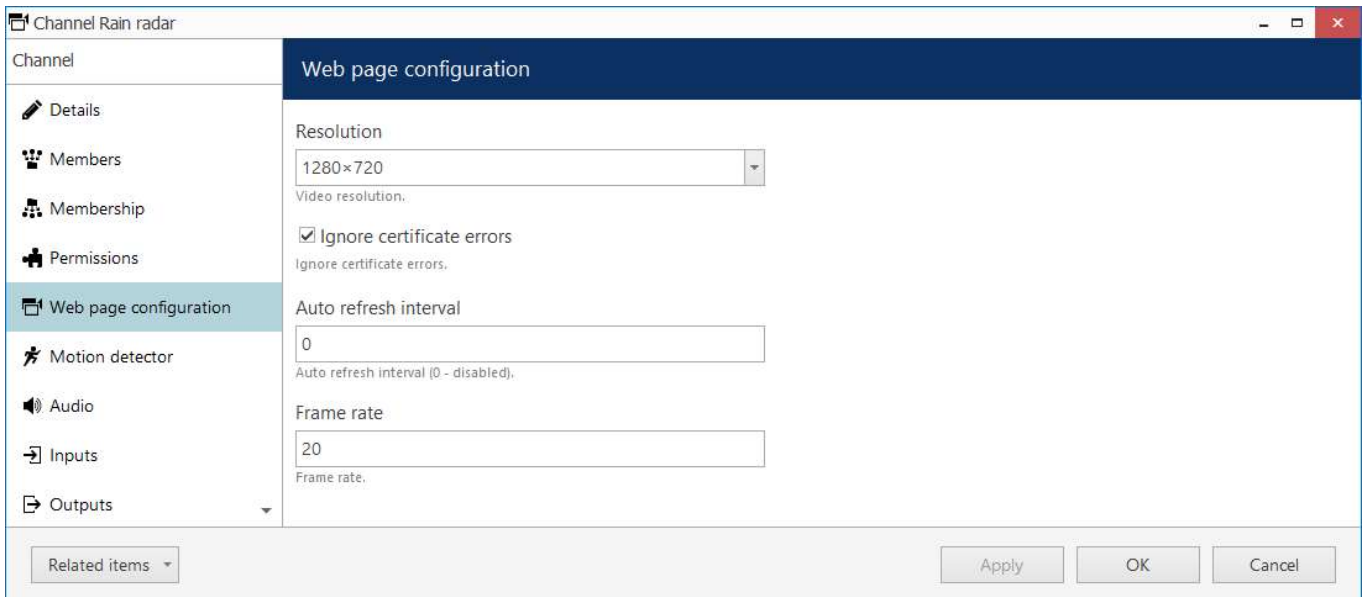 Channel Rain radar
Channel
Details
Members
Membership
Permissions
Web page configuration
Motion detector
Audio
Inputs
Outputs
Web page configuration
Resolution
1280×720
Video resolution.
Ignore certificate errors
Ignore certificate errors.
Auto refresh interval
0
Auto refresh interval (0 - disabled).
Frame rate
20
Frame rate.
Related items
Apply
OK
Cancel